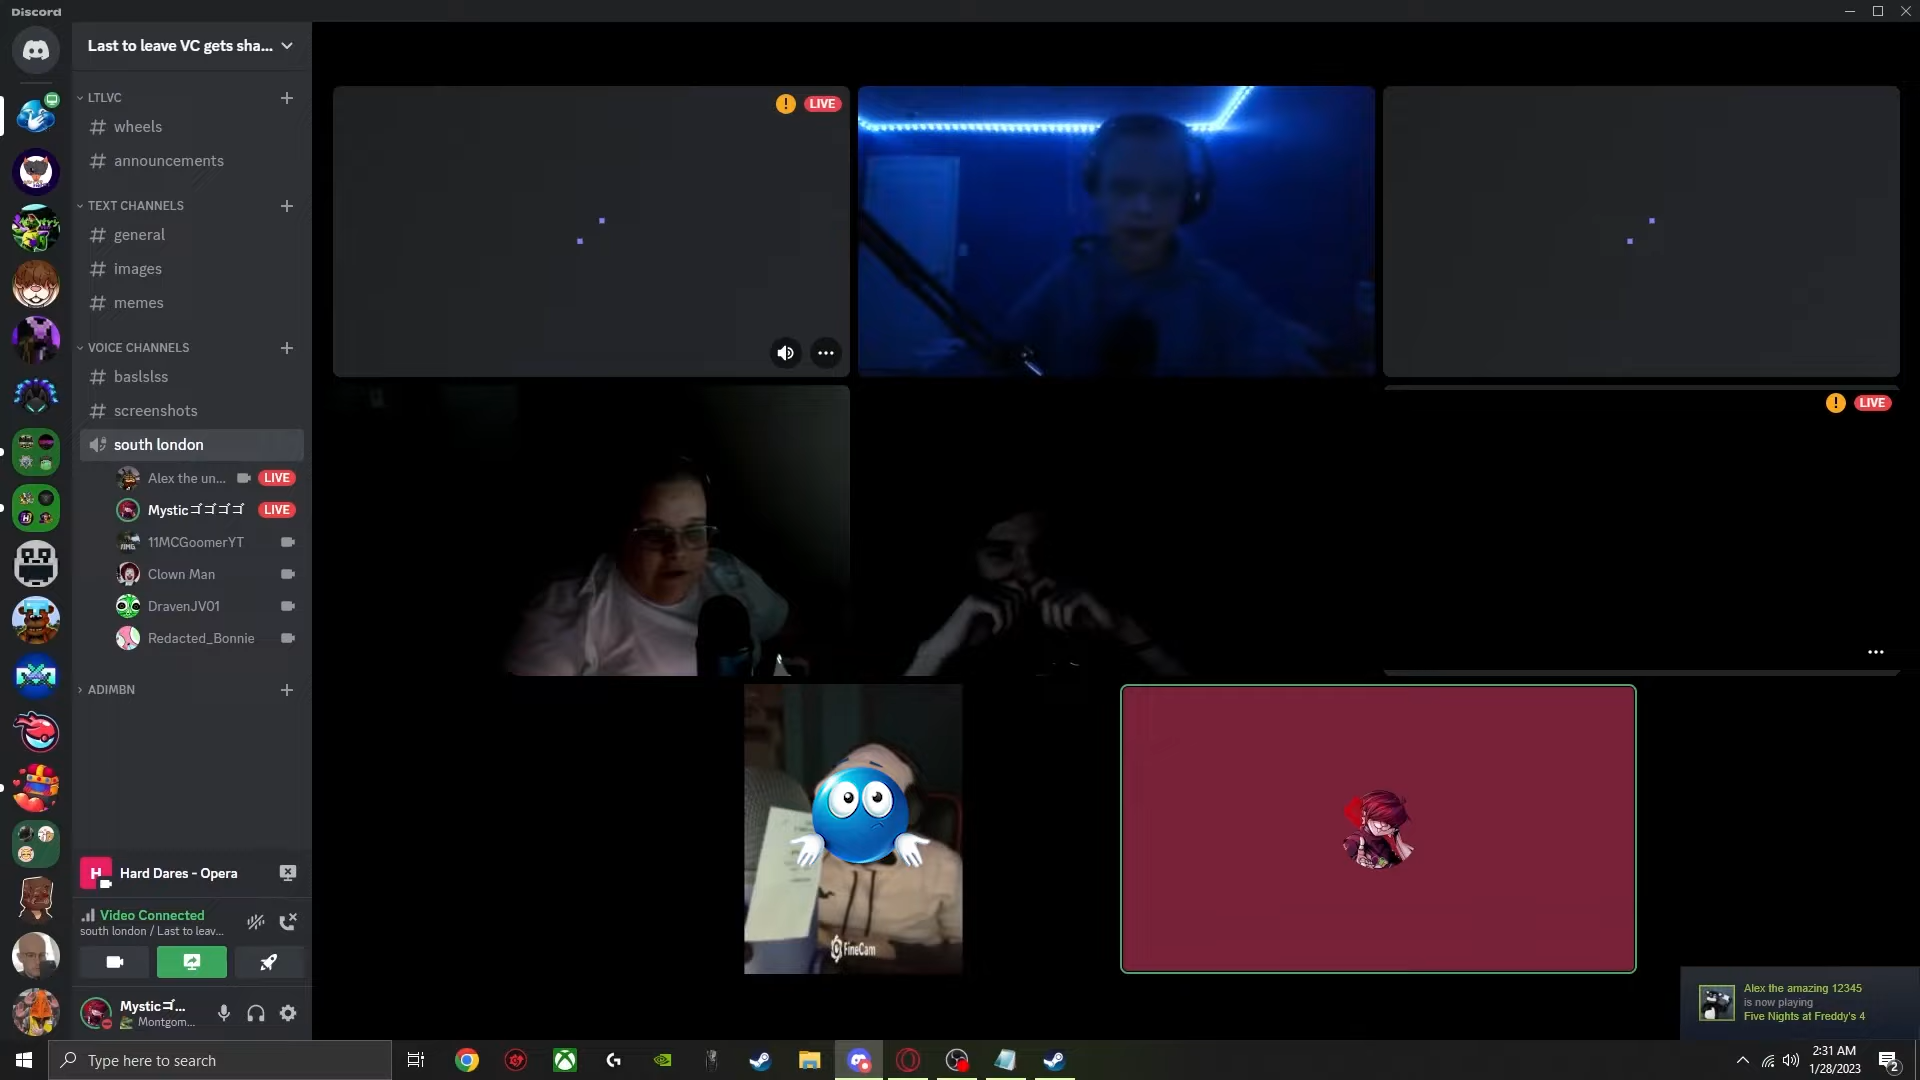 Discord
Last to leave VC gets sha...
LTLVC
wheels
announcements
TEXT CHANNELS
general
images
memes
VOICE CHANNELS
baslslss
screenshots
south london
Alex the un... LIVE
Mysticゴゴゴゴ LIVE
11MCGoomerYT
Clown Man
DravenJV01
Redacted_Bonnie
ADIMBN
H Hard Dares - Opera
Video Connected
south london / Last to leav...
Mysticゴ...
Montgom...
! LIVE
! LIVE
FineCam
Alex the amazing 12345
is now playing
Five Nights at Freddy's 4
Type here to search
2:31 AM
1/28/2023
2